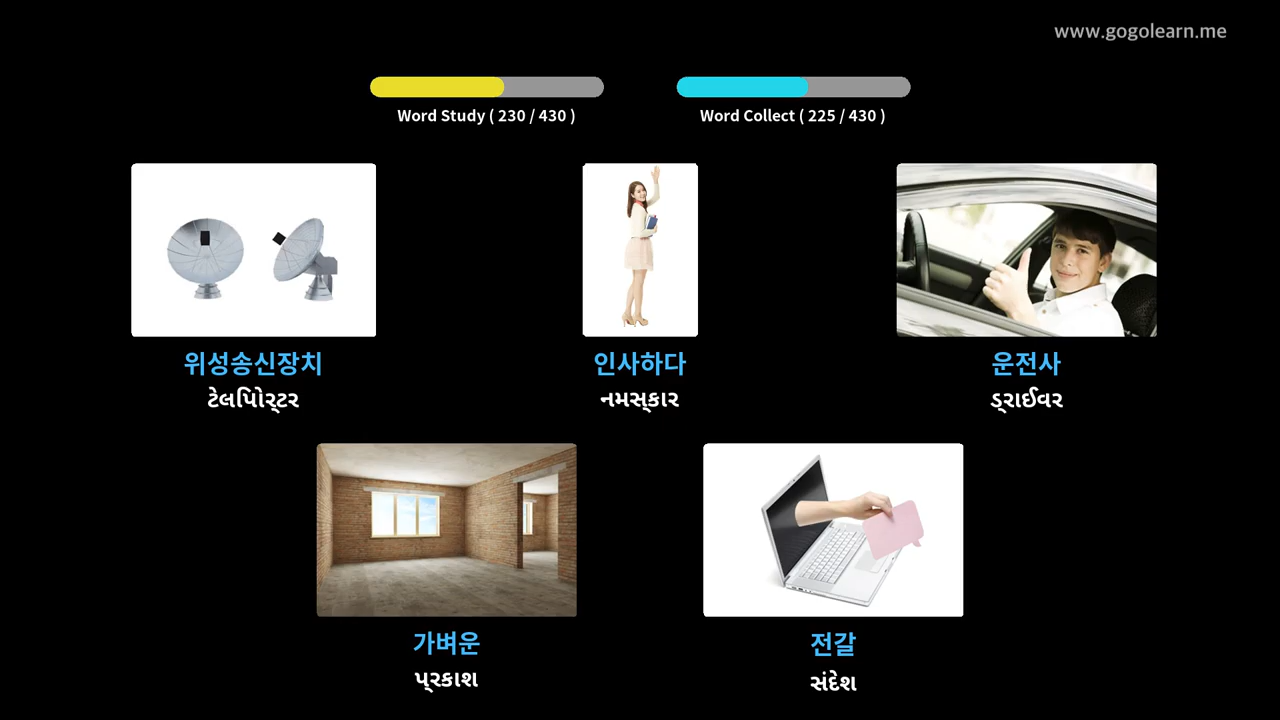 www.gogolearn.me
Word Study ( 230 / 430 )
Word Collect ( 225 / 430 )
위성송신장치
ટેલિપોર્ટર
인사하다
નમસ્કાર
운전사
ડ્રાઈવર
가벼운
પ્રકાશ
전갈
સંદેશ